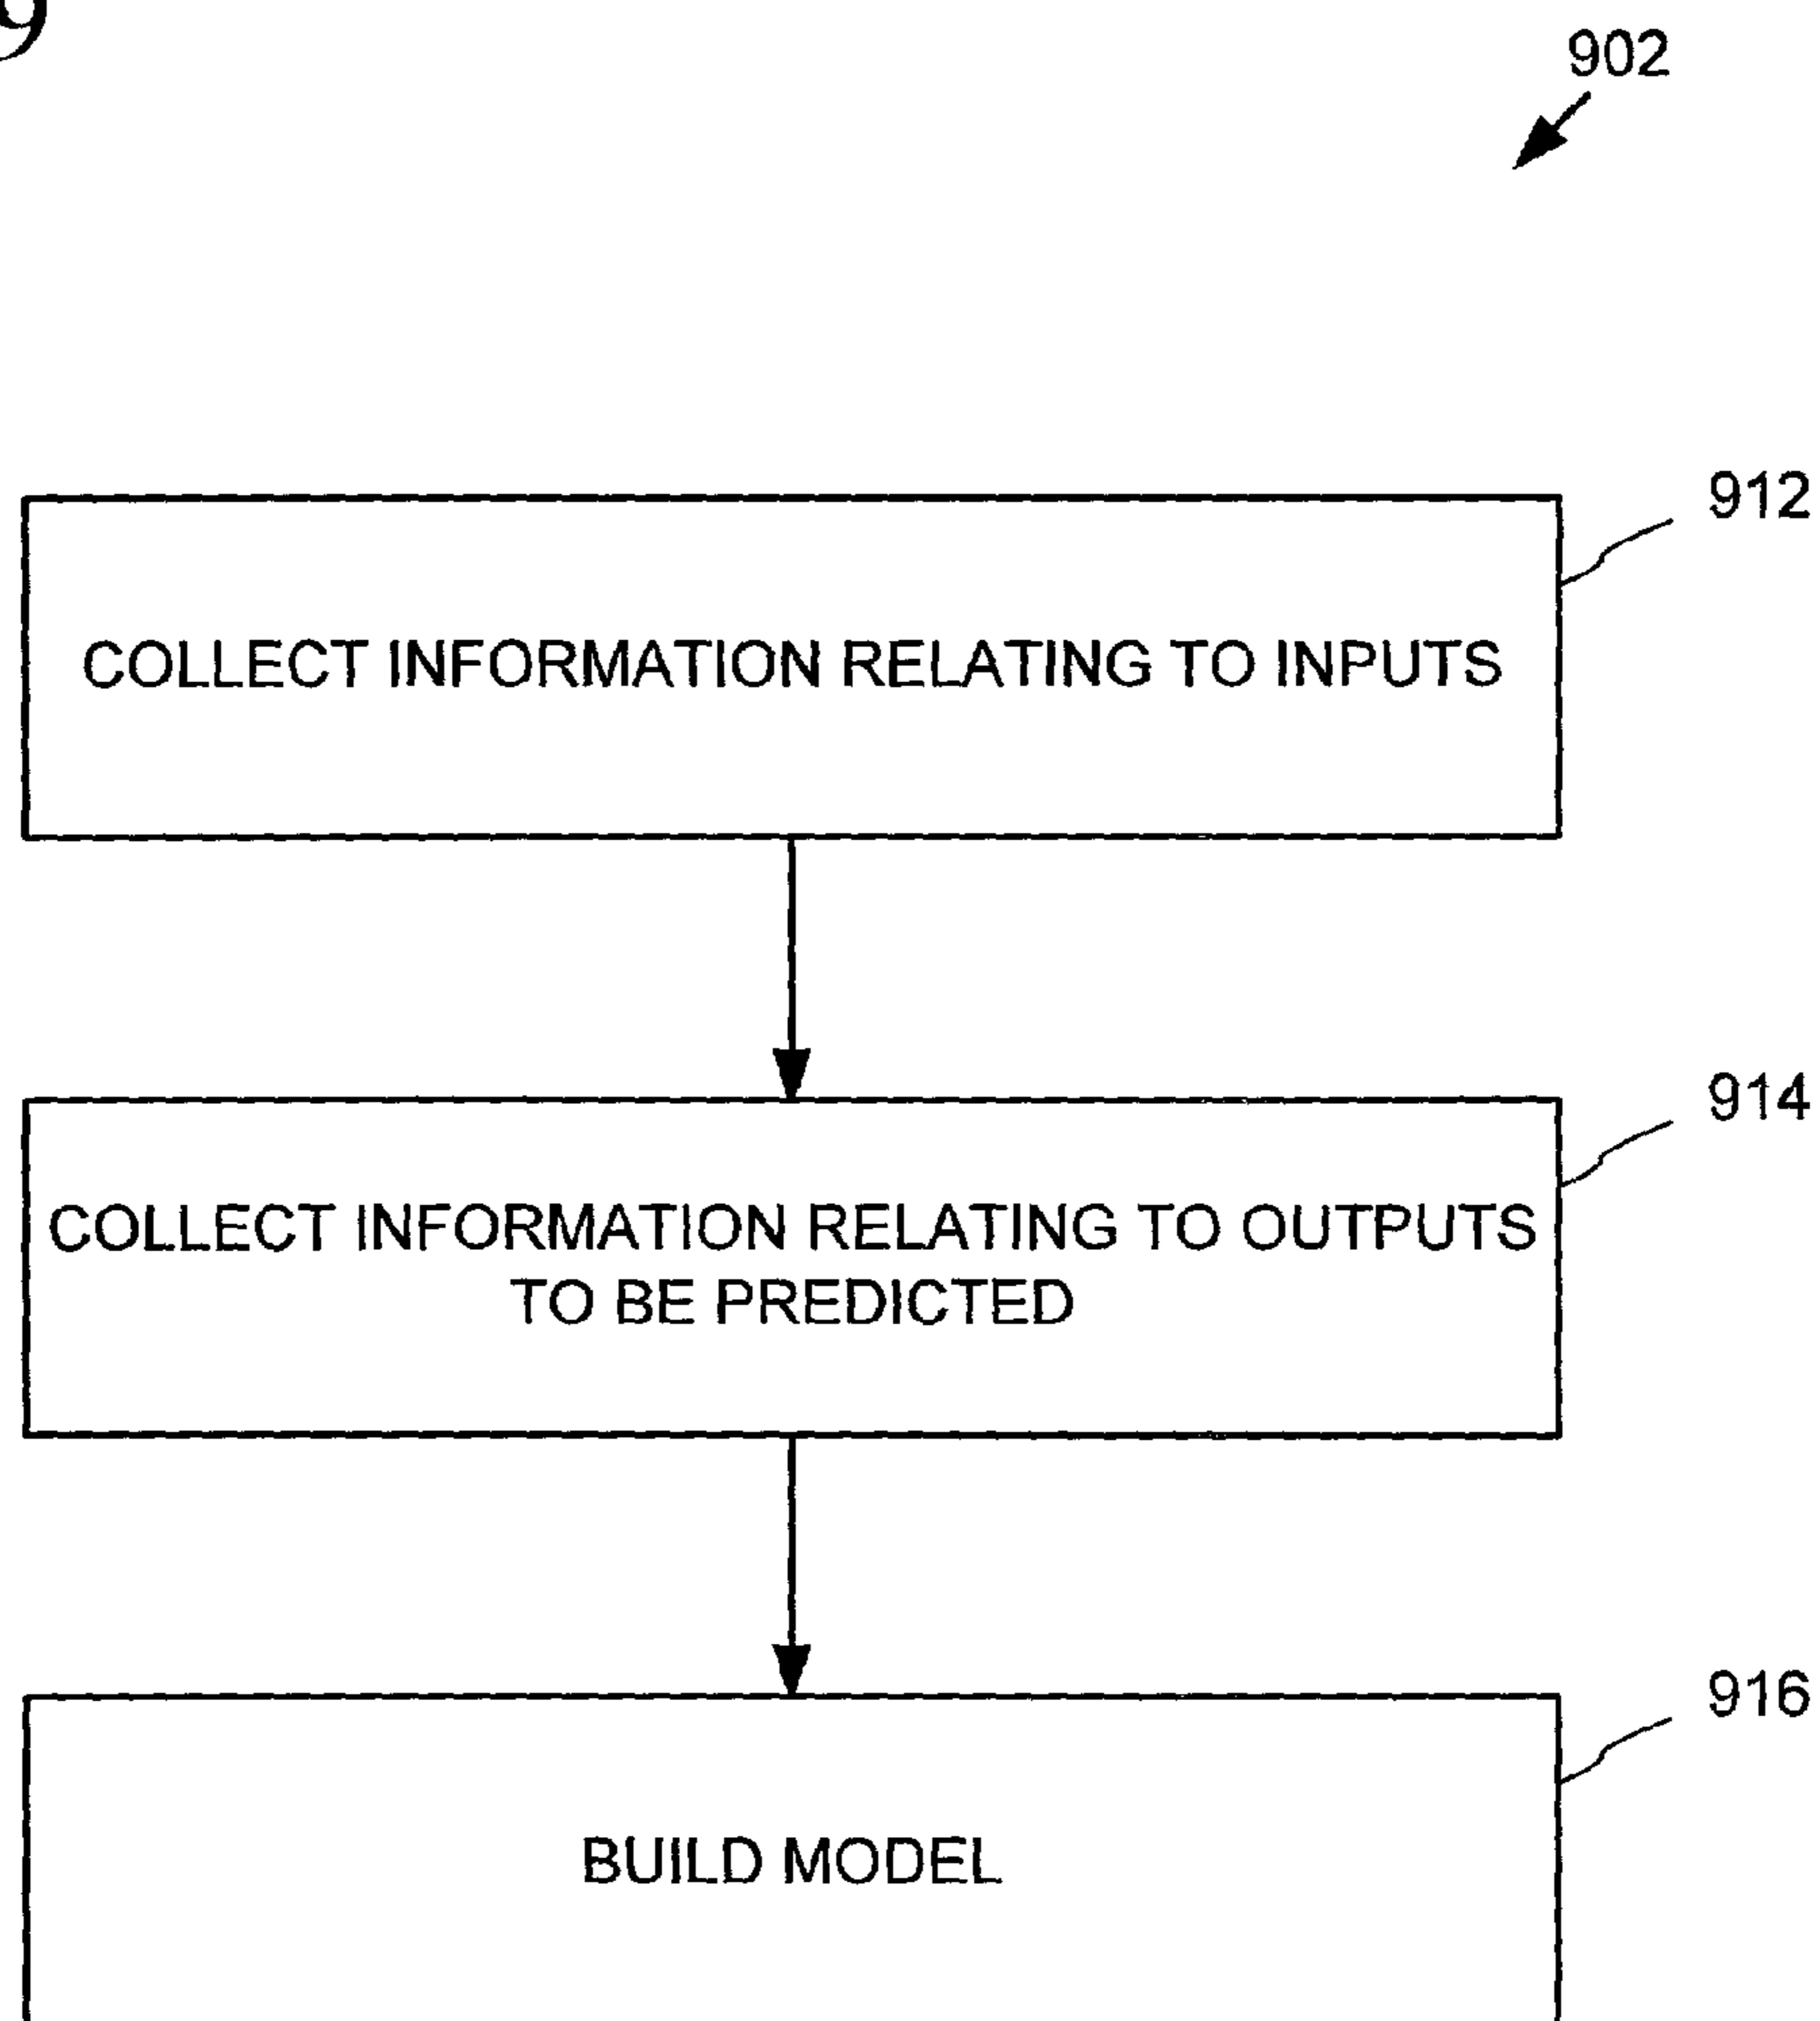 9
902
912
COLLECT INFORMATION RELATING TO INPUTS
914
COLLECT INFORMATION RELATING TO OUTPUTS
TO BE PREDICTED
916
BUILD MODEL